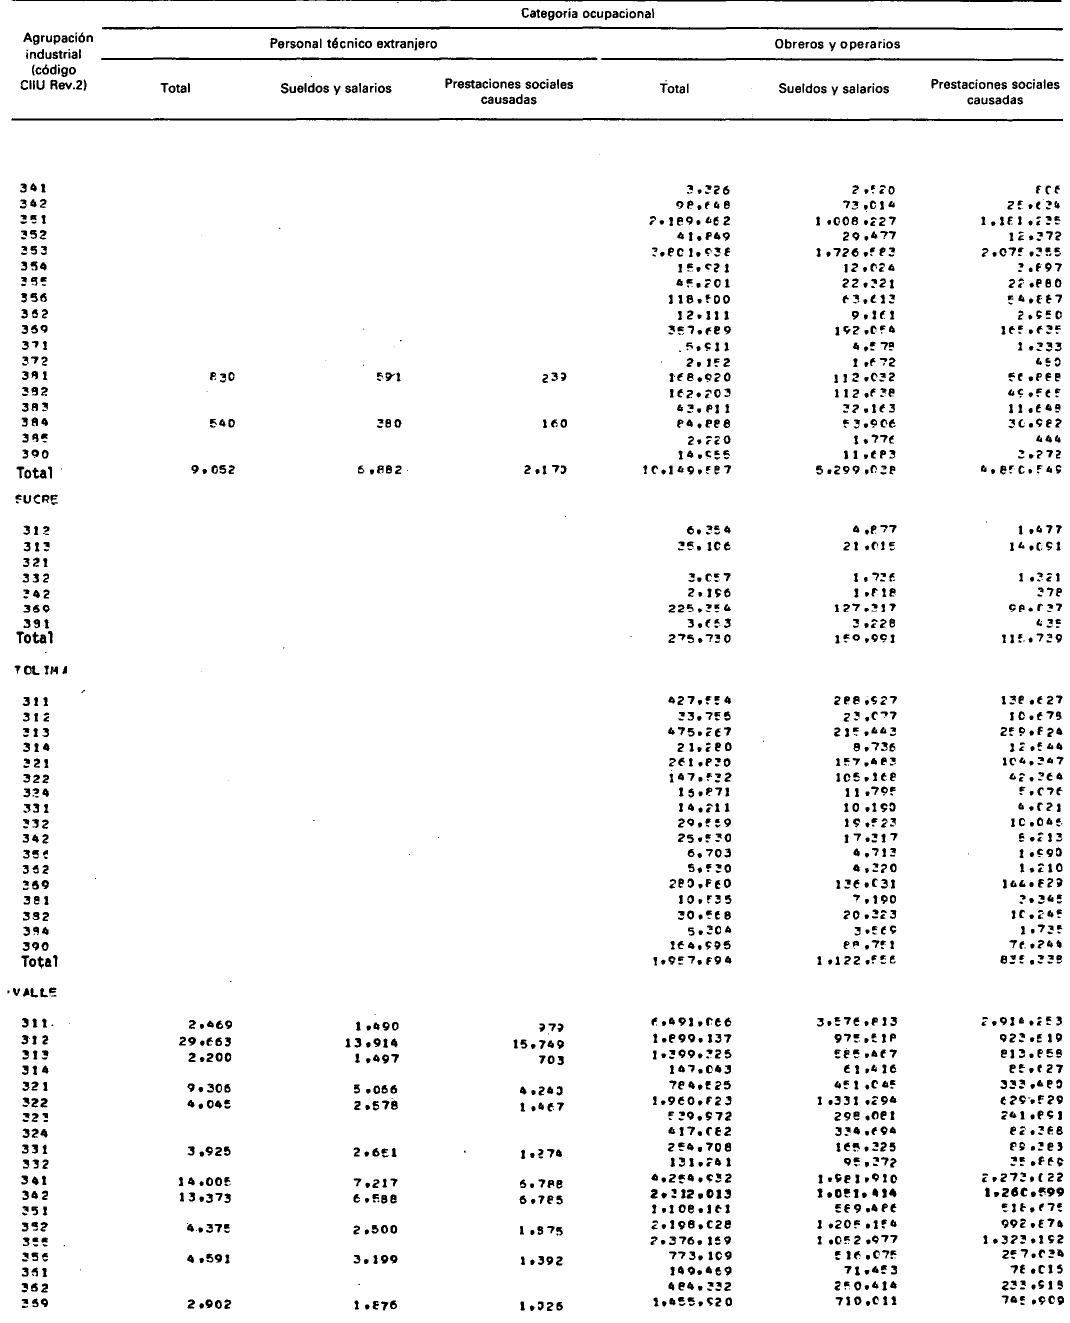 Categoría ocupacional
Agrupación industrial (código CIIU Rev.2)
Personal técnico extranjero Obreros y operarios
Total Sueldos y salarios Prestaciones sociales causadas Total Sueldos y salarios Prestaciones sociales causadas
341 3.326 2.520 806
342 98.648 73.014 25.634
351 2.189.462 1.008.227 1.181.235
352 41.849 29.477 12.372
353 3.801.938 1.726.583 2.075.355
354 15.921 12.024 3.897
355 45.201 22.321 22.880
356 118.500 63.613 54.887
362 12.111 9.161 2.950
369 357.689 192.054 165.635
371 5.911 4.578 1.333
372 2.152 1.672 480
381 830 591 239 168.920 112.032 56.888
382 162.203 112.638 49.565
383 43.811 32.163 11.648
384 540 380 160 84.888 53.906 30.982
385 2.220 1.776 444
390 14.955 11.683 3.272
Total 9.052 6.882 2.170 10.149.587 5.299.038 4.850.549
SUCRE
312 6.354 4.877 1.477
313 35.106 21.015 14.091
321
332 3.057 1.736 1.321
342 2.196 1.818 378
369 225.354 127.317 98.037
381 3.663 3.228 435
Total 275.730 159.991 115.739
TOLIMA
311 427.554 288.927 138.627
312 33.755 23.077 10.678
313 475.267 215.443 259.824
314 21.280 8.736 12.544
321 261.830 157.483 104.347
322 147.532 105.168 42.364
324 16.871 11.795 5.076
331 14.211 10.190 4.021
332 29.569 19.523 10.046
342 25.530 17.317 8.213
356 6.703 4.713 1.990
362 5.530 4.320 1.210
369 280.860 136.031 144.829
381 10.535 7.190 3.345
382 30.568 20.323 10.245
384 5.304 3.569 1.735
390 164.995 88.751 76.244
Total 1.957.894 1.122.556 835.338
VALLE
311 2.469 1.490 979 6.491.066 3.576.813 2.914.253
312 29.663 13.914 15.749 1.899.137 975.518 923.619
313 2.200 1.497 703 1.399.325 585.467 813.858
314 147.043 61.416 85.627
321 9.306 5.066 4.240 784.525 451.045 333.480
322 4.045 2.578 1.467 1.960.823 1.331.294 629.529
323 539.972 298.081 241.891
324 417.062 334.694 82.368
331 3.925 2.651 1.274 254.708 165.325 89.383
332 131.241 95.372 35.869
341 14.005 7.217 6.788 4.254.932 1.981.910 2.273.022
342 13.373 6.588 6.785 2.312.013 1.051.414 1.260.599
351 1.108.161 589.486 518.675
352 4.375 2.500 1.875 2.198.028 1.205.154 992.874
355 2.376.169 1.052.977 1.323.192
356 4.591 3.199 1.392 773.109 516.075 257.034
361 149.469 71.453 78.015
362 484.332 250.414 233.918
369 2.902 1.876 1.026 1.455.920 710.011 745.909